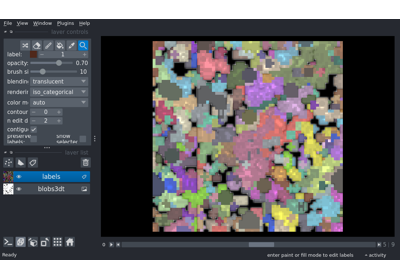 File View Window Plugins Help
layer controls
label: 1
opacity: 0.70
brush si 10
blendin translucent
renderin iso_categorical
color m auto
contour 0
n edit d 2
contigu
preserve labels: show selected
layer list
labels
blobs3dt
Ready
enter paint or fill mode to edit labels
activity